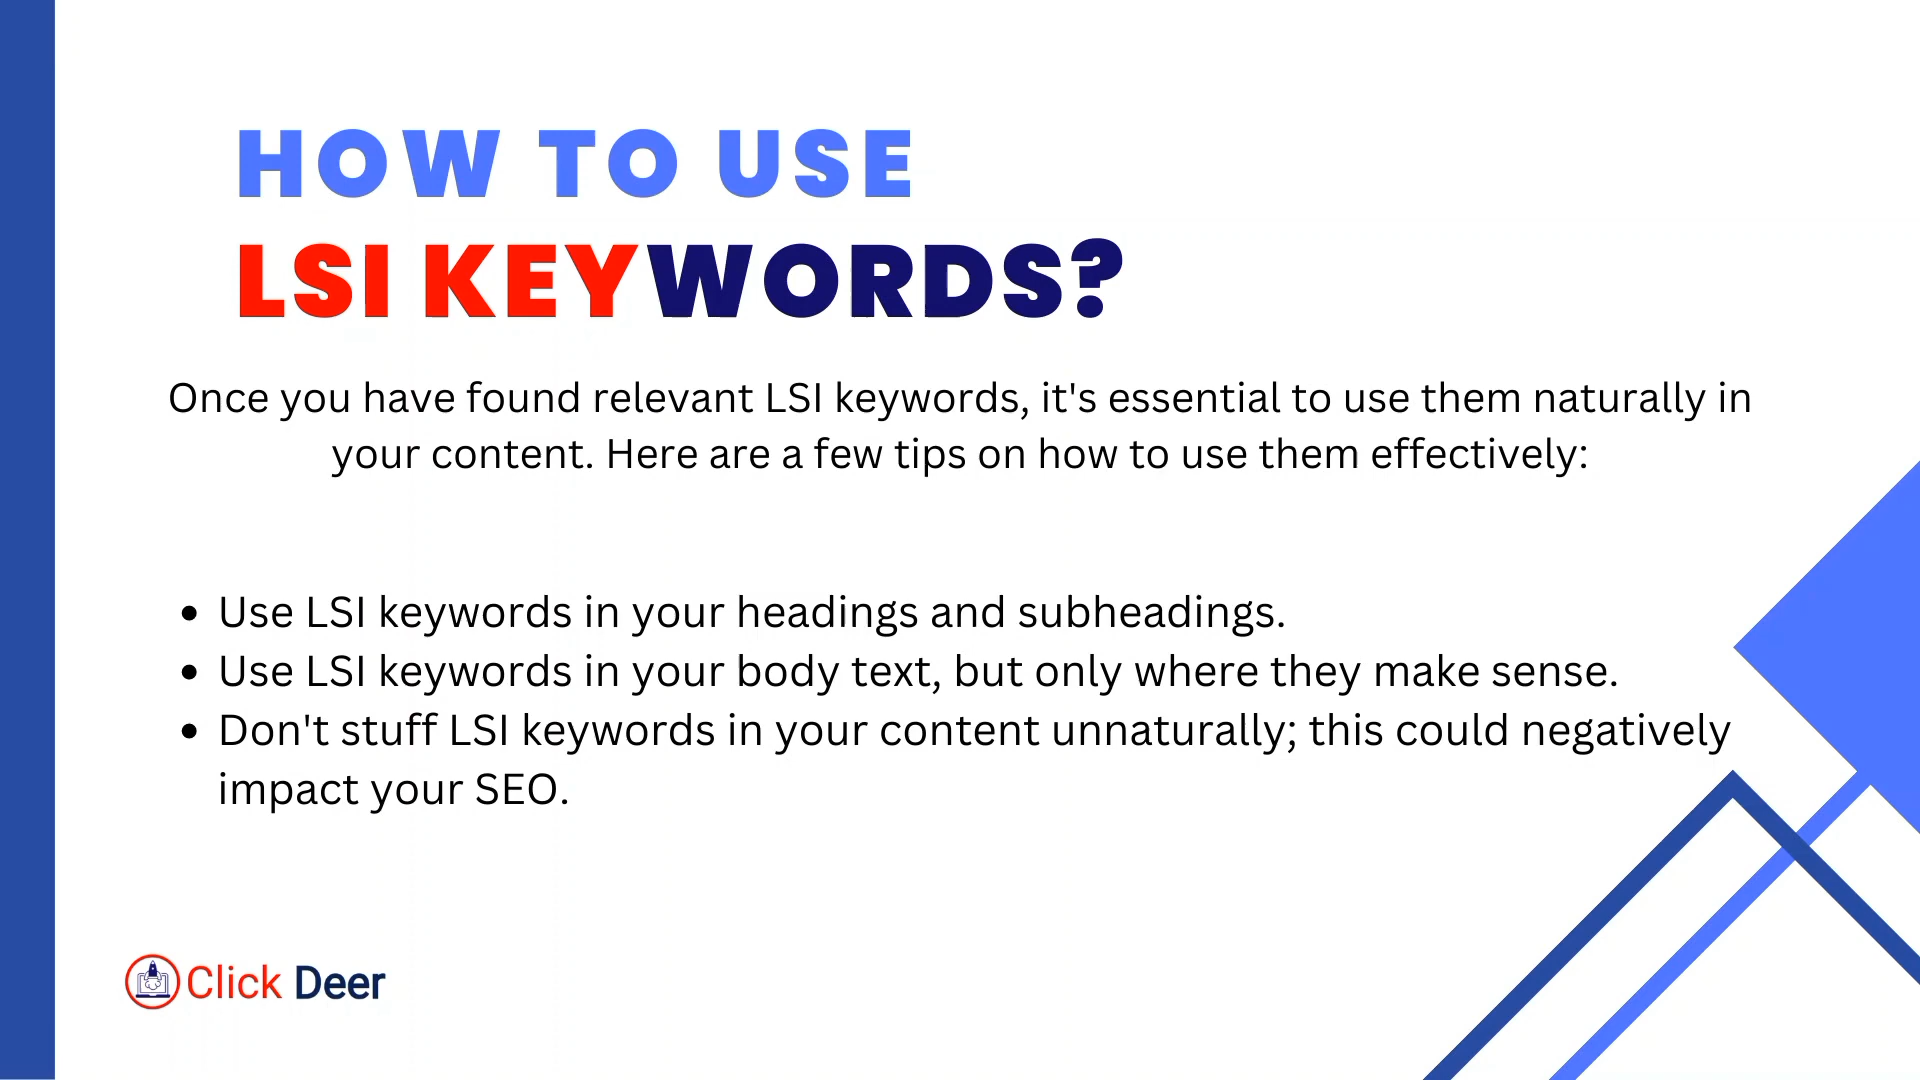 HOW TO USE
LSI KEYWORDS?
Once you have found relevant LSI keywords, it's essential to use them naturally in
your content. Here are a few tips on how to use them effectively:
• Use LSI keywords in your headings and subheadings.
• Use LSI keywords in your body text, but only where they make sense.
• Don't stuff LSI keywords in your content unnaturally; this could negatively
impact your SEO.
Click Deer